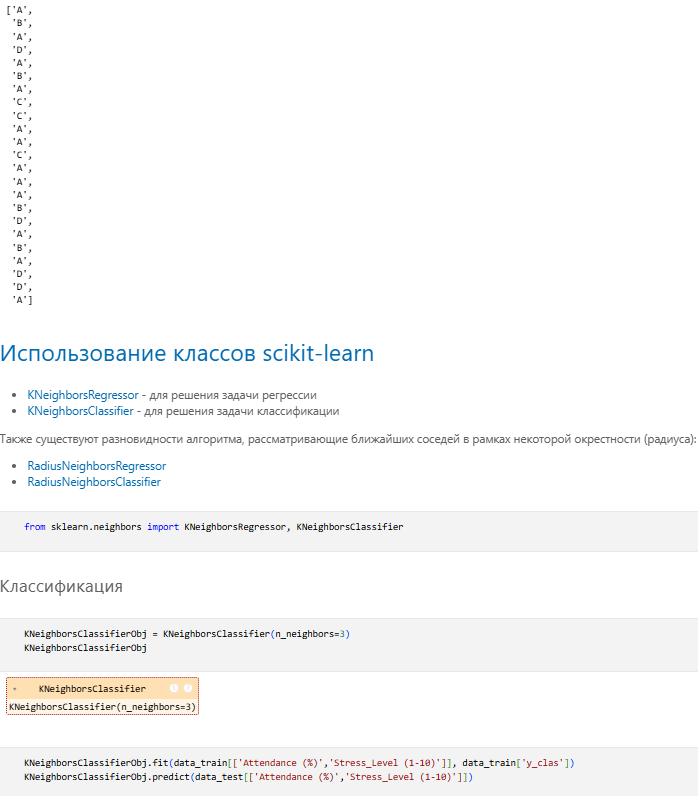 ['A',
'B',
'A',
'D',
'A',
'B',
'A',
'C',
'C',
'A',
'A',
'C',
'A',
'A',
'A',
'B',
'D',
'A',
'B',
'A',
'D',
'D',
'A']
Использование классов scikit-learn
• KNeighborsRegressor - для решения задачи регрессии
• KNeighborsClassifier - для решения задачи классификации
Также существуют разновидности алгоритма, рассматривающие ближайших соседей в рамках некоторой окрестности (радиуса):
• RadiusNeighborsRegressor
• RadiusNeighborsClassifier
from sklearn.neighbors import KNeighborsRegressor, KNeighborsClassifier
Классификация
KNeighborsClassifierObj = KNeighborsClassifier(n_neighbors=3)
KNeighborsClassifierObj
KNeighborsClassifier
KNeighborsClassifier(n_neighbors=3)
KNeighborsClassifierObj.fit(data_train[['Attendance (%)','Stress_Level (1-10)']], data_train['y_clas'])
KNeighborsClassifierObj.predict(data_test[['Attendance (%)','Stress_Level (1-10)']])